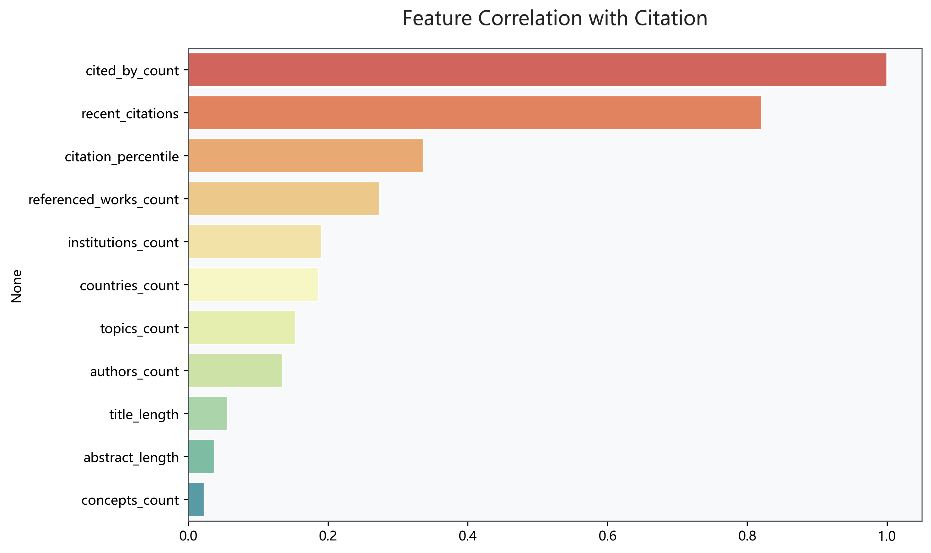 Feature Correlation with Citation
cited_by_count
recent_citations
citation_percentile
referenced_works_count
institutions_count
countries_count
topics_count
authors_count
title_length
abstract_length
concepts_count
None
0.0 0.2 0.4 0.6 0.8 1.0